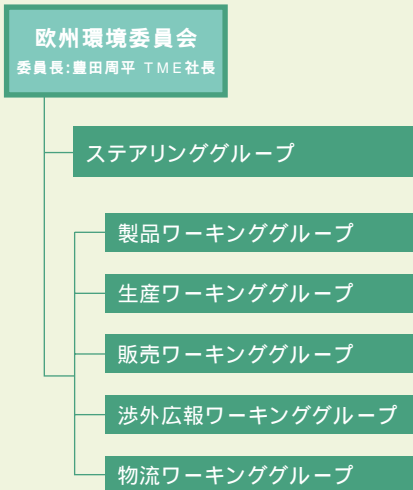 欧州環境委員会
委員長:豊田周平 TME社長
ステアリンググループ
製品ワーキンググループ
生産ワーキンググループ
販売ワーキンググループ
渉外広報ワーキンググループ
物流ワーキンググループ